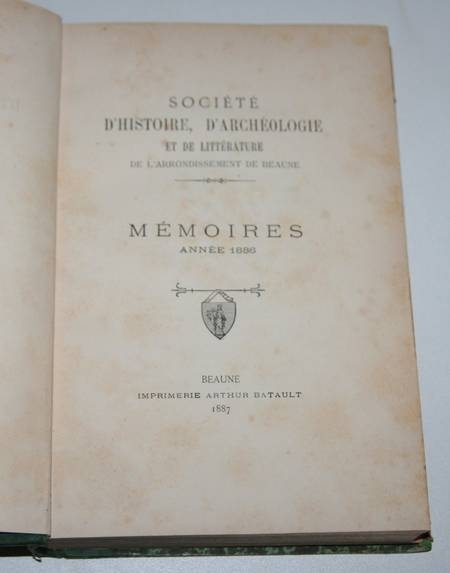 SOCIÉTÉ
D'HISTOIRE, D'ARCHÉOLOGIE
ET DE LITTÉRATURE
DE L'ARRONDISSEMENT DE BEAUNE
MÉMOIRES
ANNÉE 1886
BEAUNE
IMPRIMERIE ARTHUR BATAULT
1887